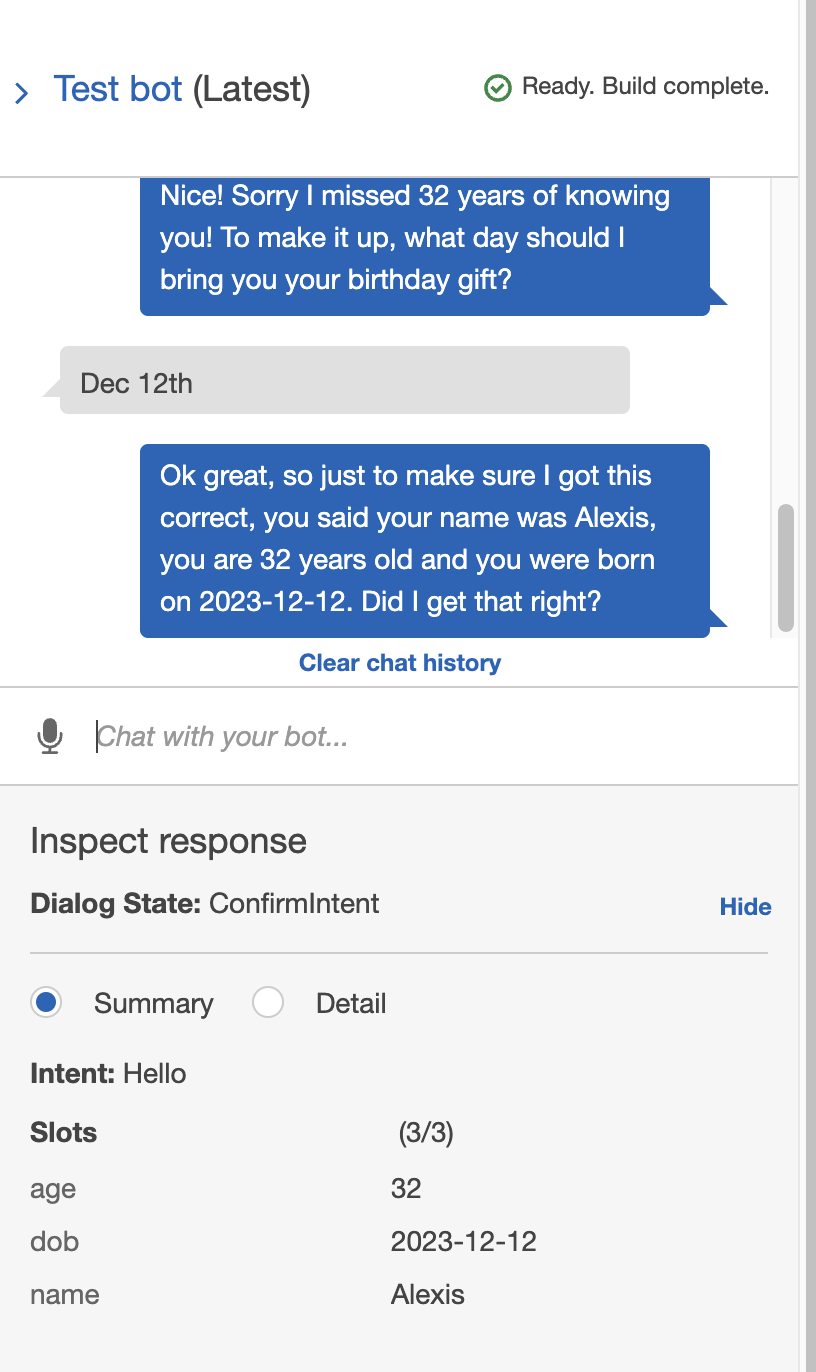 Test bot (Latest)
Ready. Build complete.
Nice! Sorry I missed 32 years of knowing
you! To make it up, what day should I
bring you your birthday gift?
Dec 12th
Ok great, so just to make sure I got this
correct, you said your name was Alexis,
you are 32 years old and you were born
on 2023-12-12. Did I get that right?
Clear chat history
Chat with your bot...
Inspect response
Dialog State: ConfirmIntent
Hide
Summary
Detail
Intent: Hello
Slots (3/3)
age 32
dob 2023-12-12
name Alexis